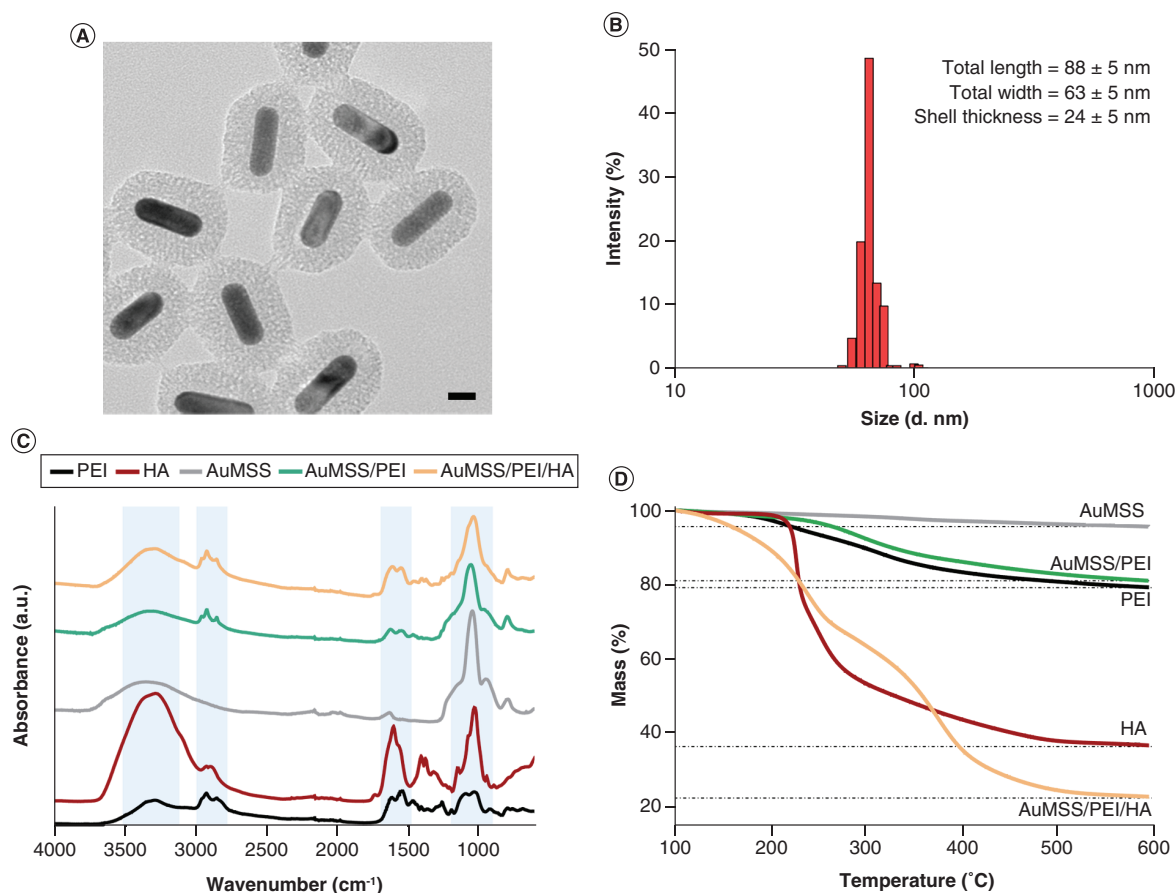 A
B
50
40
30
20
10
0
Intensity (%)
Total length = 88 ± 5 nm
Total width = 63 ± 5 nm
Shell thickness = 24 ± 5 nm
10
100
1000
Size (d. nm)
C
PEI HA AuMSS AuMSS/PEI AuMSS/PEI/HA
Absorbance (a.u.)
4000 3500 3000 2500 2000 1500 1000
Wavenumber (cm⁻¹)
D
100
80
60
40
20
Mass (%)
AuMSS
AuMSS/PEI
PEI
HA
AuMSS/PEI/HA
100 200 300 400 500 600
Temperature (˚C)